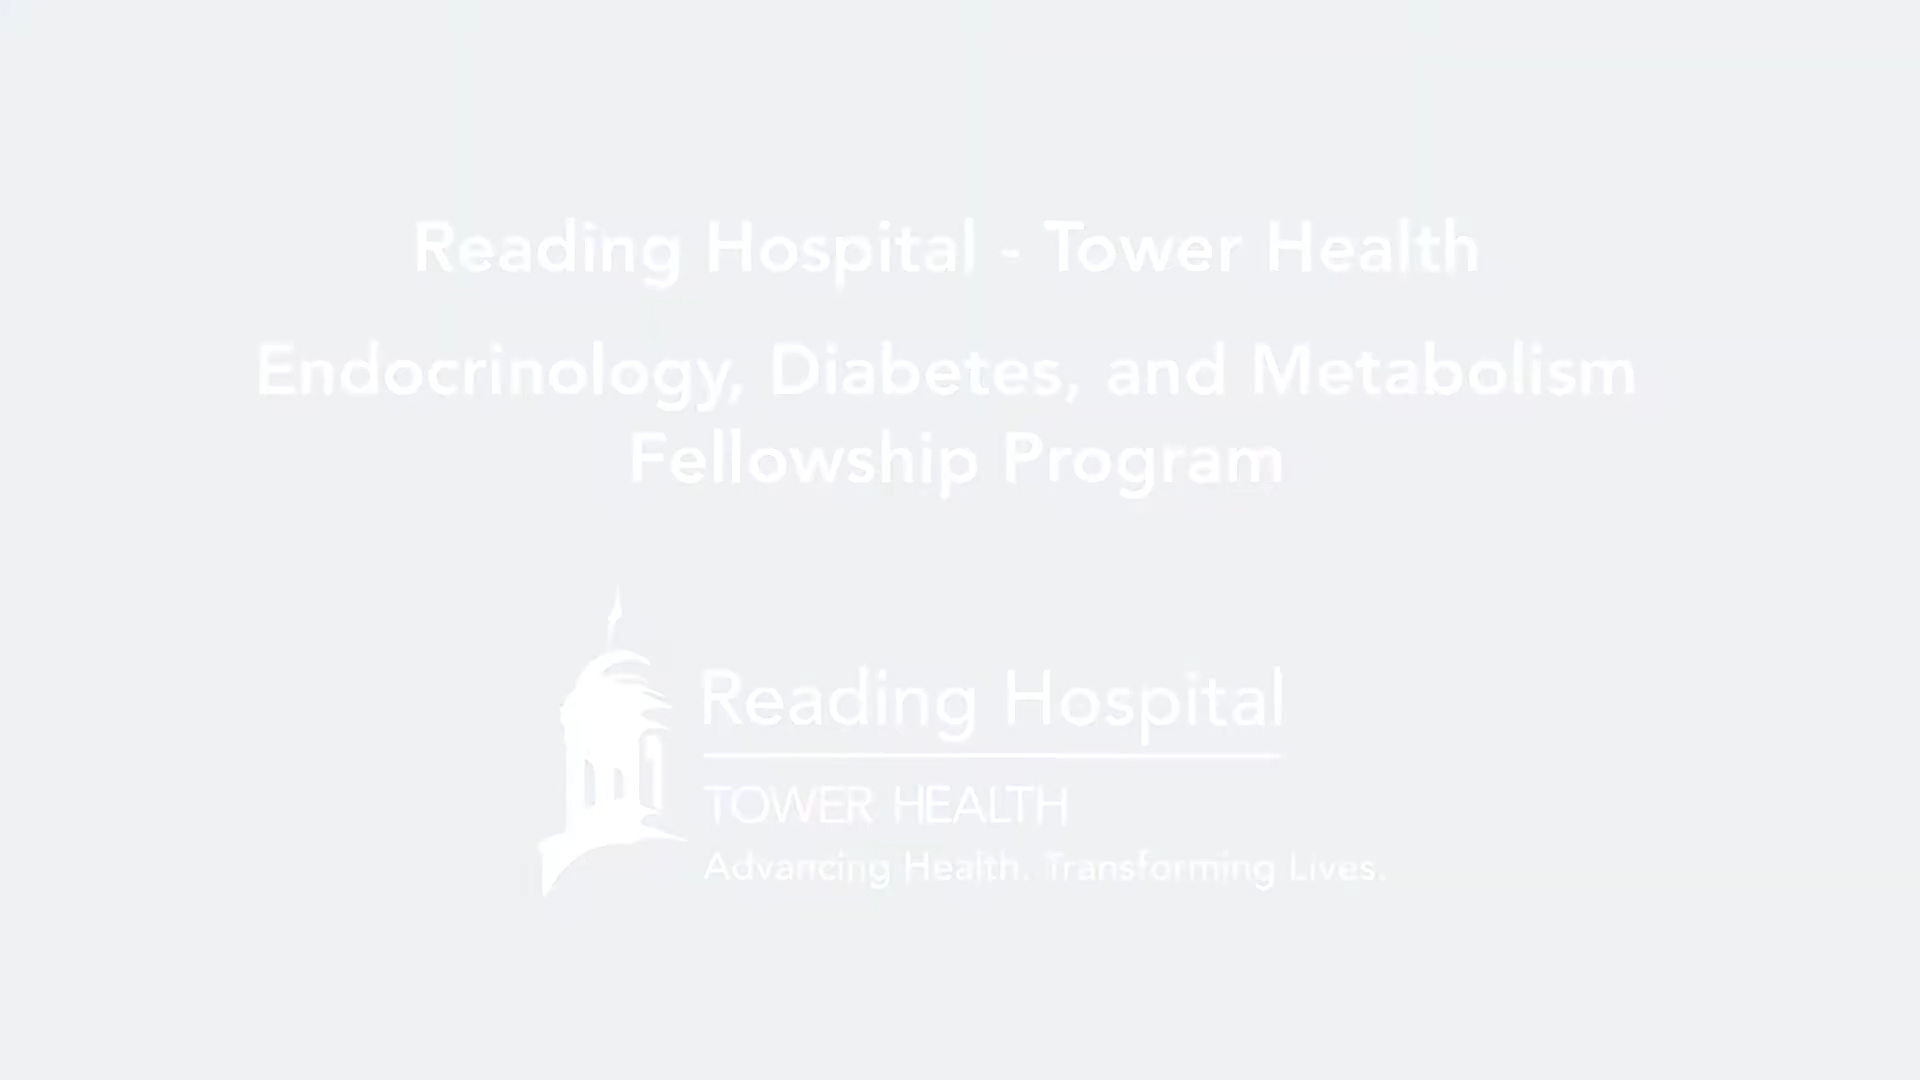 Reading Hospital - Tower Health
Endocrinology, Diabetes, and Metabolism
Fellowship Program
Reading Hospital
TOWER HEALTH
Advancing Health. Transforming Lives.